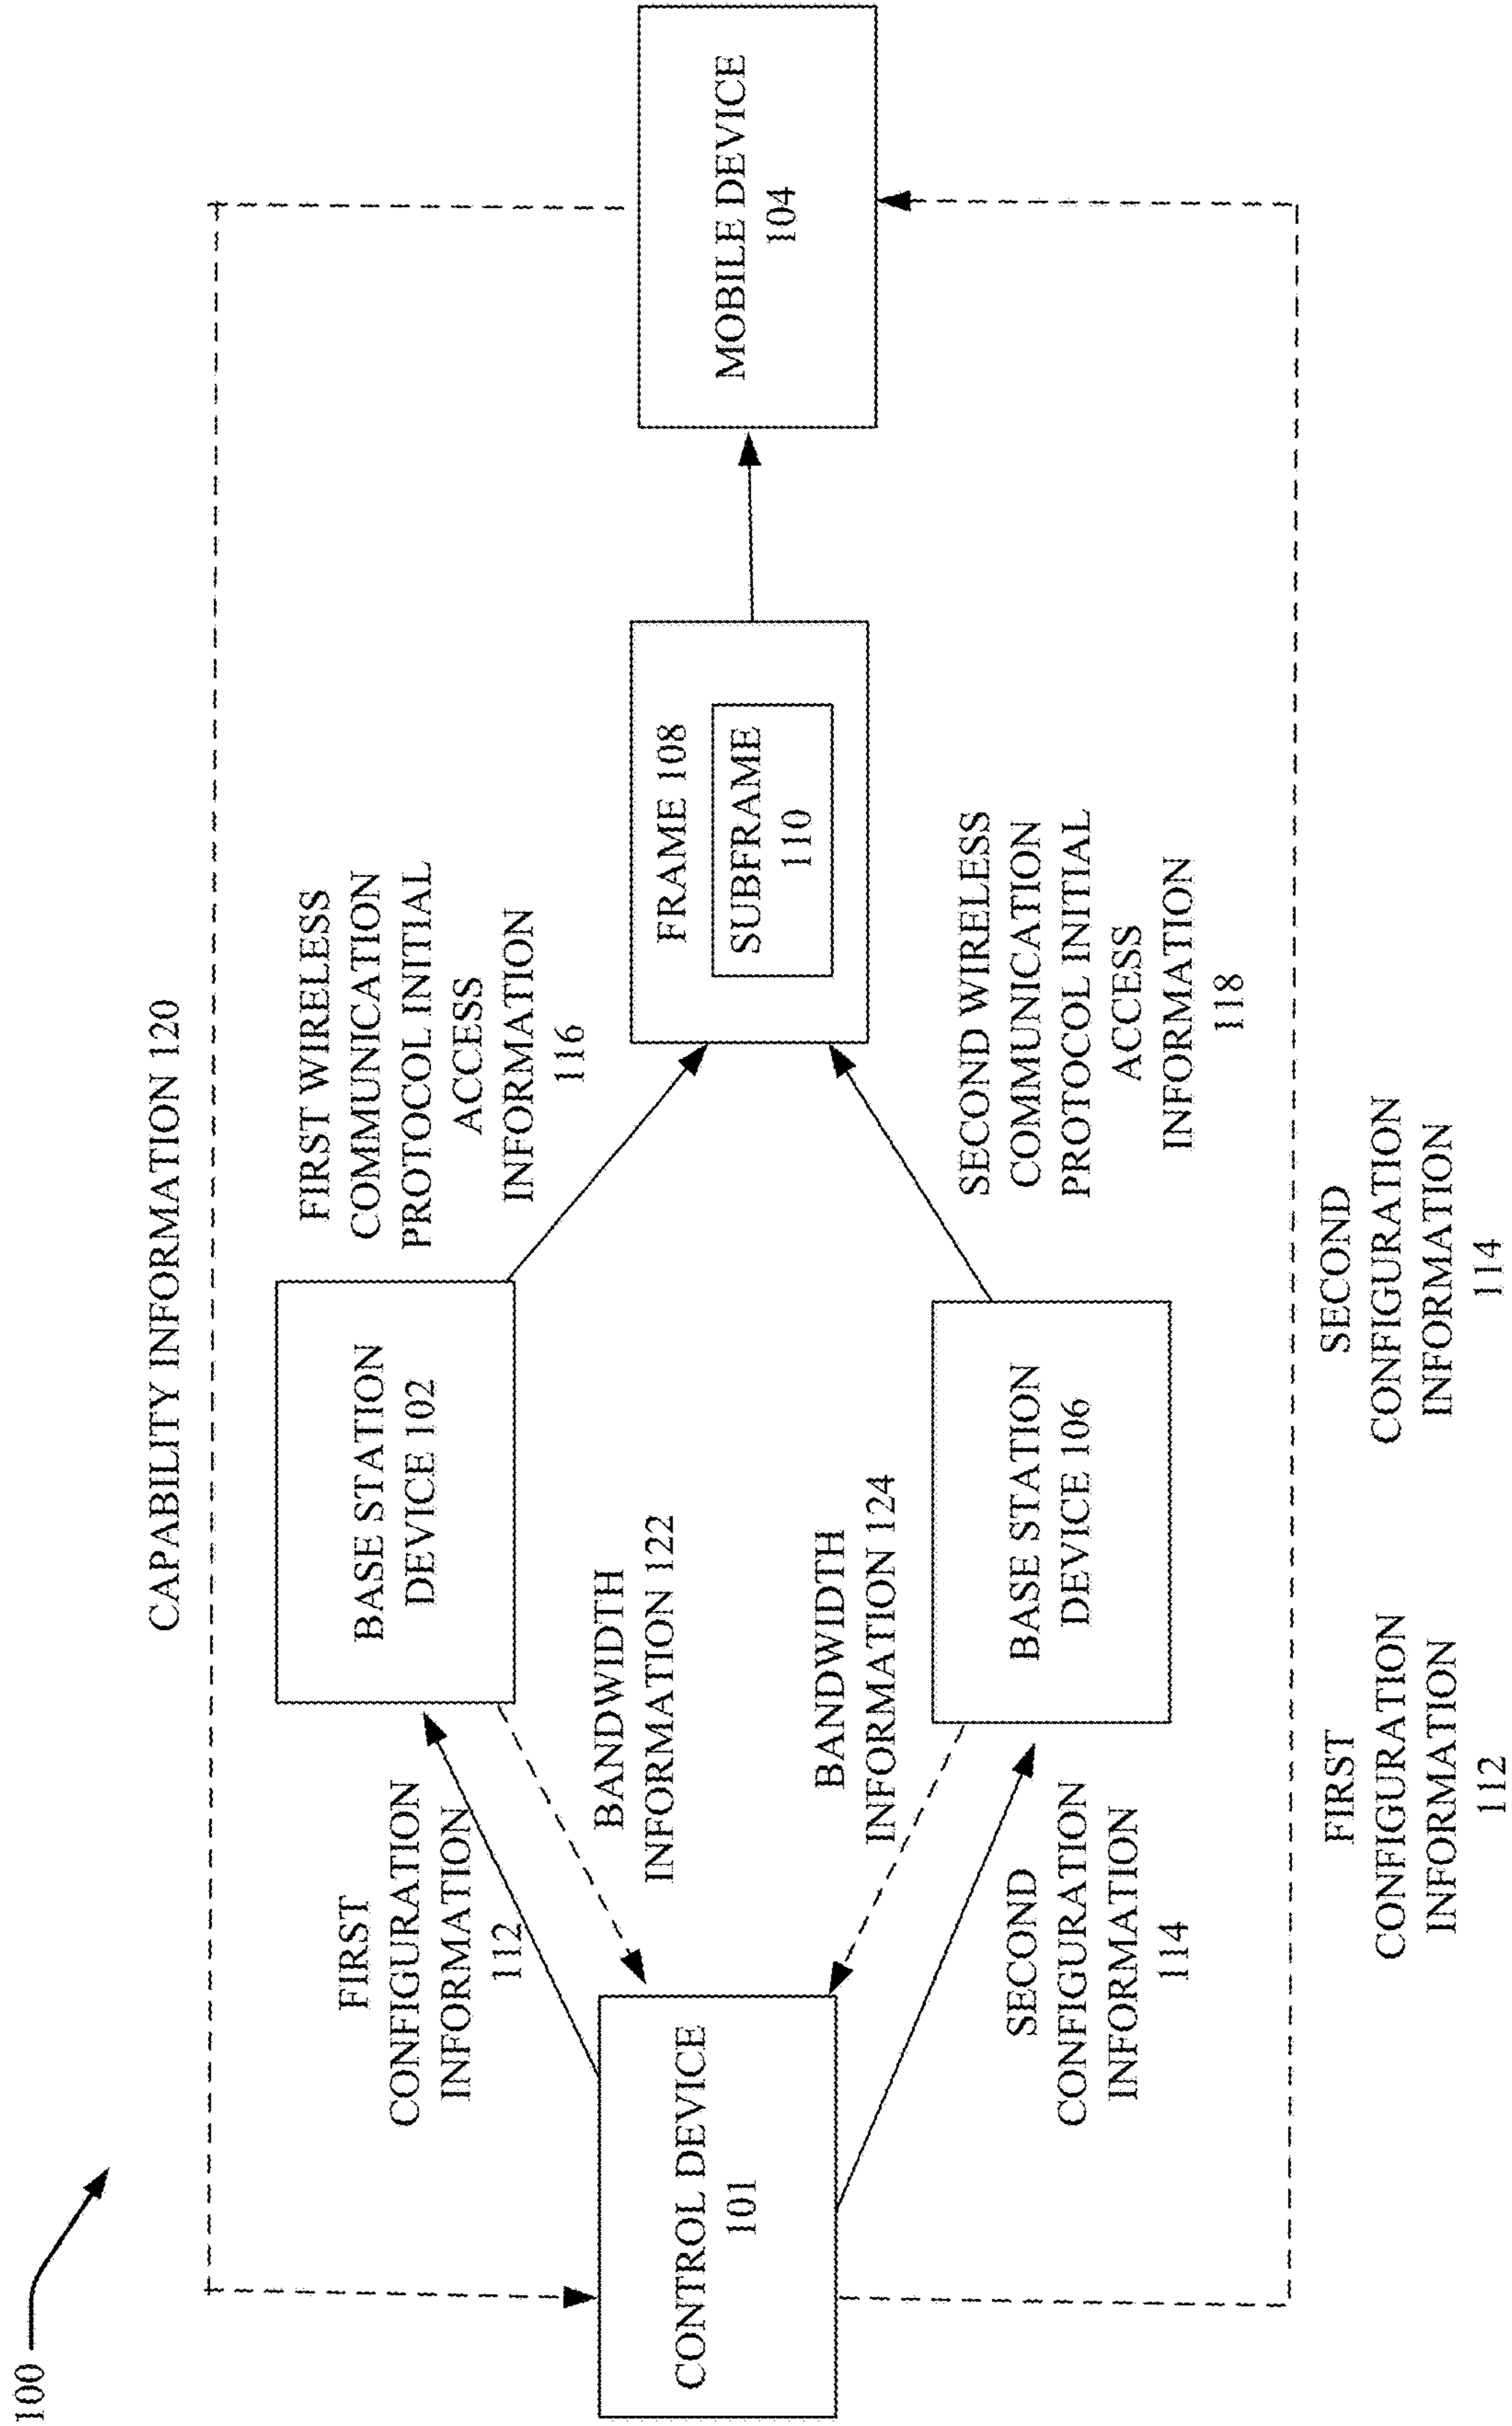 100
CAPABILITY INFORMATION 120
FIRST
CONFIGURATION
INFORMATION
112
BASE STATION
DEVICE 102
FIRST WIRELESS
COMMUNICATION
PROTOCOL INITIAL
ACCESS
INFORMATION
116
BANDWIDTH
INFORMATION 122
CONTROL DEVICE
101
FRAME 108
SUBFRAME
110
MOBILE DEVICE
104
BANDWIDTH
INFORMATION 124
SECOND
CONFIGURATION
INFORMATION
114
BASE STATION
DEVICE 106
SECOND WIRELESS
COMMUNICATION
PROTOCOL INITIAL
ACCESS
INFORMATION
118
FIRST
CONFIGURATION
INFORMATION
112
SECOND
CONFIGURATION
INFORMATION
114